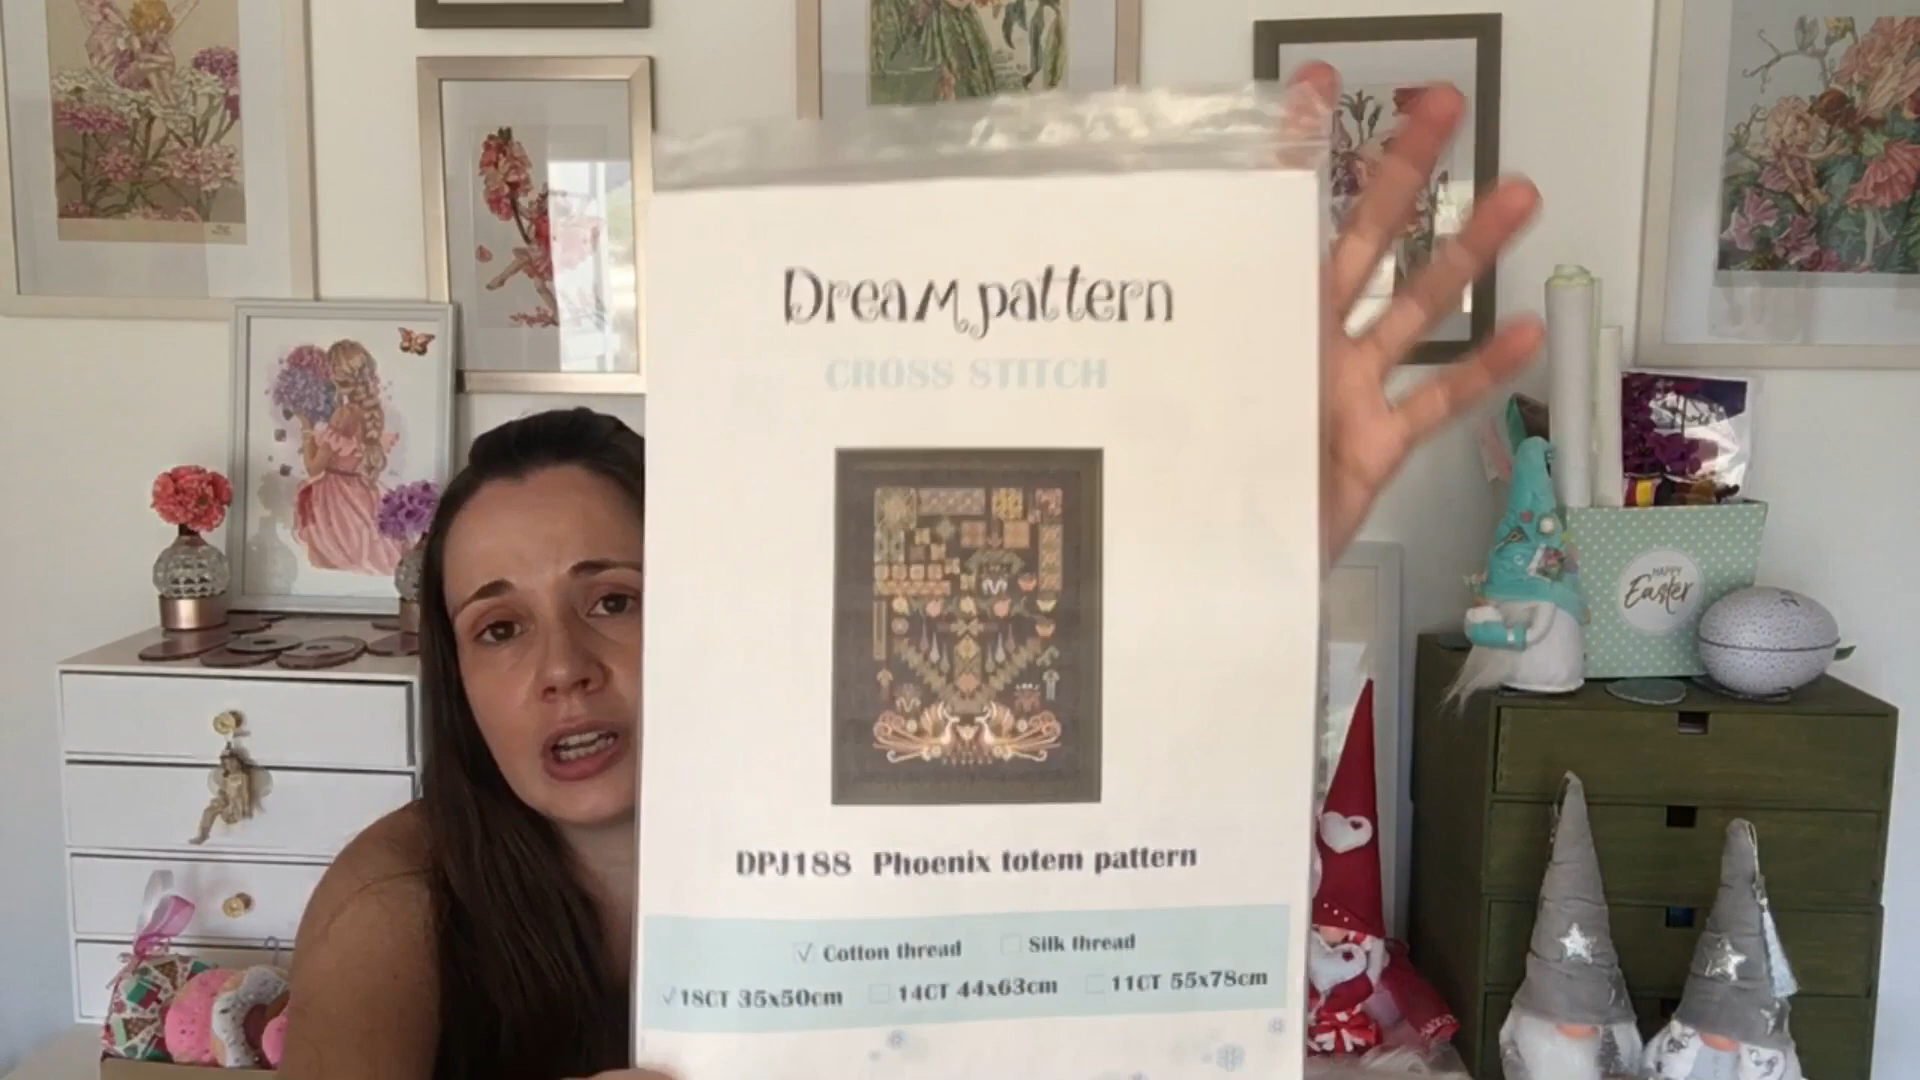 Dream pattern
CROSS STITCH
DPJ188 Phoenix totem pattern
Cotton thread Silk thread
18CT 35x50cm 14CT 44x63cm 11CT 55x78cm
HAPPY
Easter